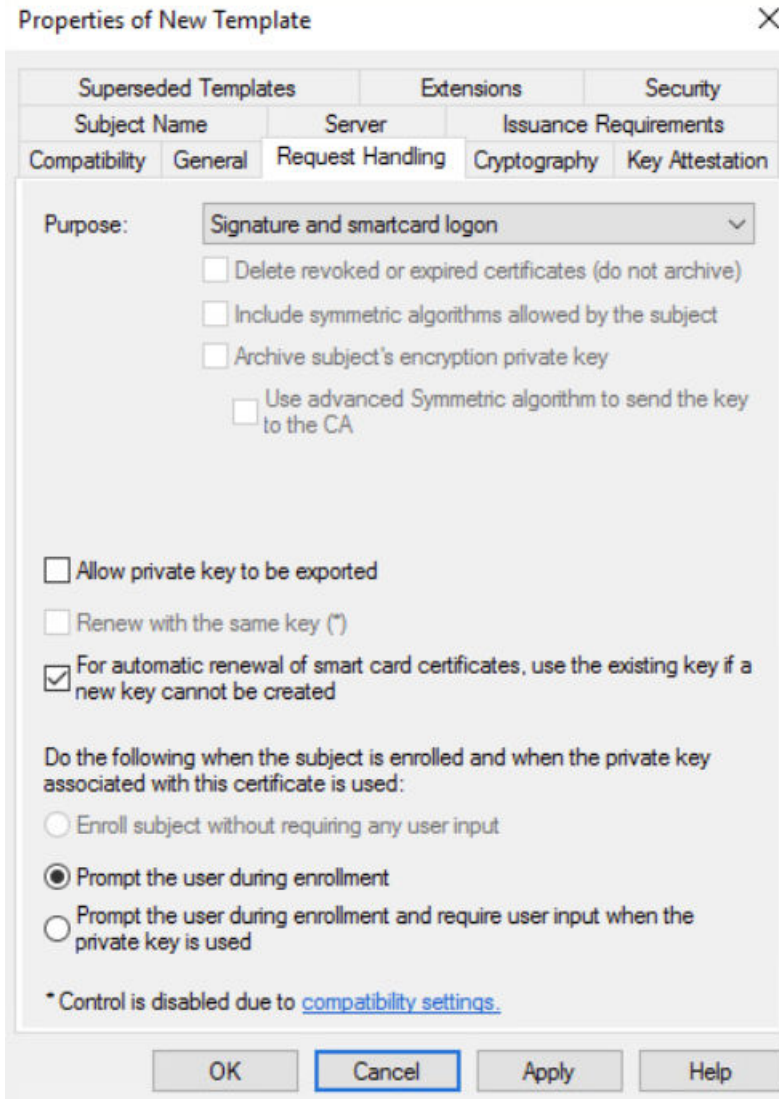 Properties of New Template
Superseded Templates Extensions Security
Subject Name Server Issuance Requirements
Compatibility General Request Handling Cryptography Key Attestation
Purpose: Signature and smartcard logon
Delete revoked or expired certificates (do not archive)
Include symmetric algorithms allowed by the subject
Archive subject's encryption private key
Use advanced Symmetric algorithm to send the key
to the CA
Allow private key to be exported
Renew with the same key (*)
For automatic renewal of smart card certificates, use the existing key if a
new key cannot be created
Do the following when the subject is enrolled and when the private key
associated with this certificate is used:
Enroll subject without requiring any user input
Prompt the user during enrollment
Prompt the user during enrollment and require user input when the
private key is used
* Control is disabled due to compatibility settings.
OK Cancel Apply Help